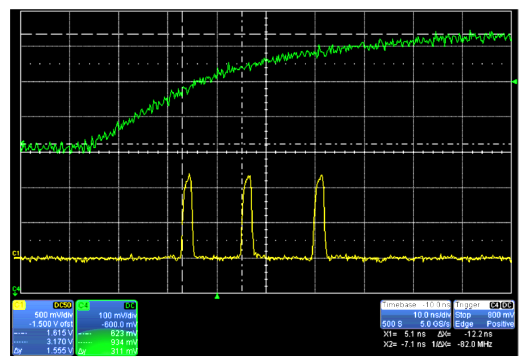 C1
C4
C1 DC50
500 mV/div
-1.500 V ofst
1.615 V
3.170 V
Δy 1.555 V
C4 DC
100 mV/div
-600.0 mV
623 mV
934 mV
Δy 311 mV
Timebase -10.0 ns
10.0 ns/div
500 S 5.0 GS/s
Trigger C4 DC
Stop 800 mV
Edge Positive
X1= 5.1 ns ΔX= -12.2 ns
X2= -7.1 ns 1/ΔX= -82.0 MHz